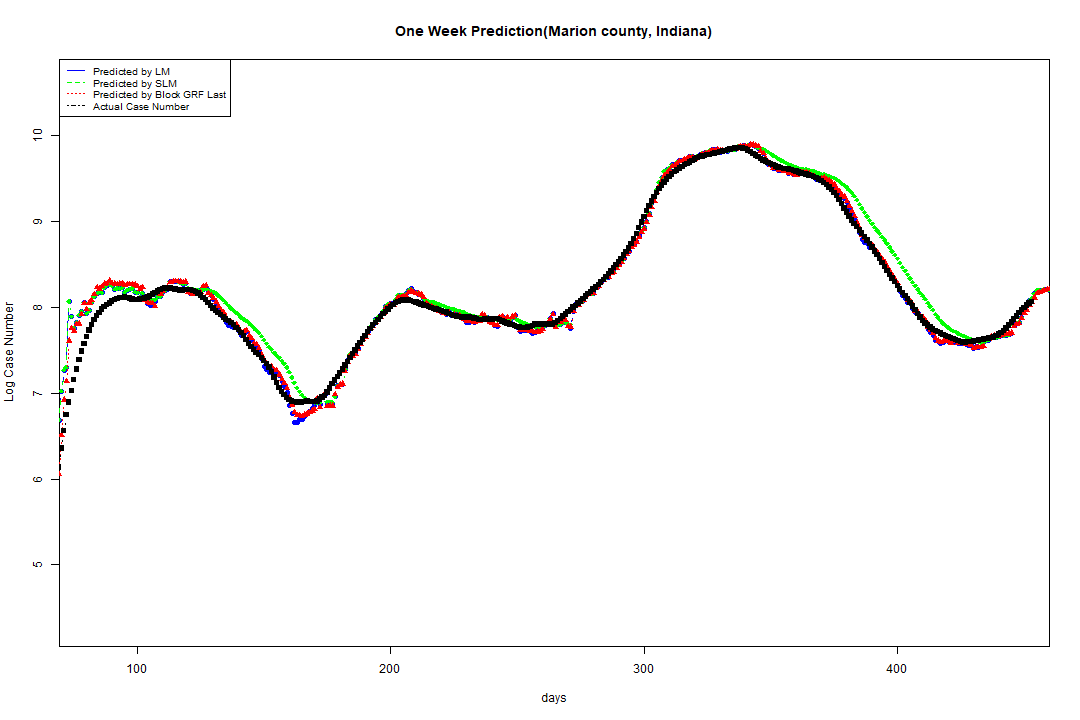 One Week Prediction(Marion county, Indiana)
Predicted by LM
Predicted by SLM
Predicted by Block GRF Last
Actual Case Number
10
9
8
7
6
5
Log Case Number
100
200
300
400
days